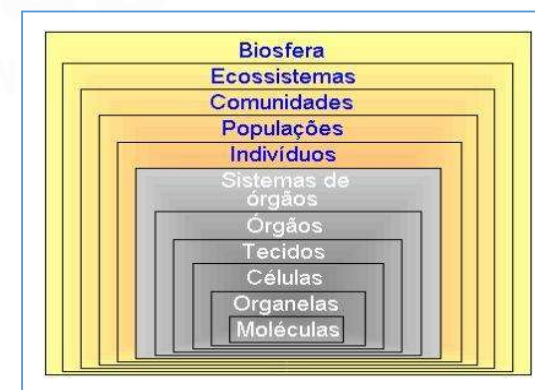 Biosfera
Ecossistemas
Comunidades
Populações
Indivíduos
Sistemas de
órgãos
Órgãos
Tecidos
Células
Organelas
Moléculas